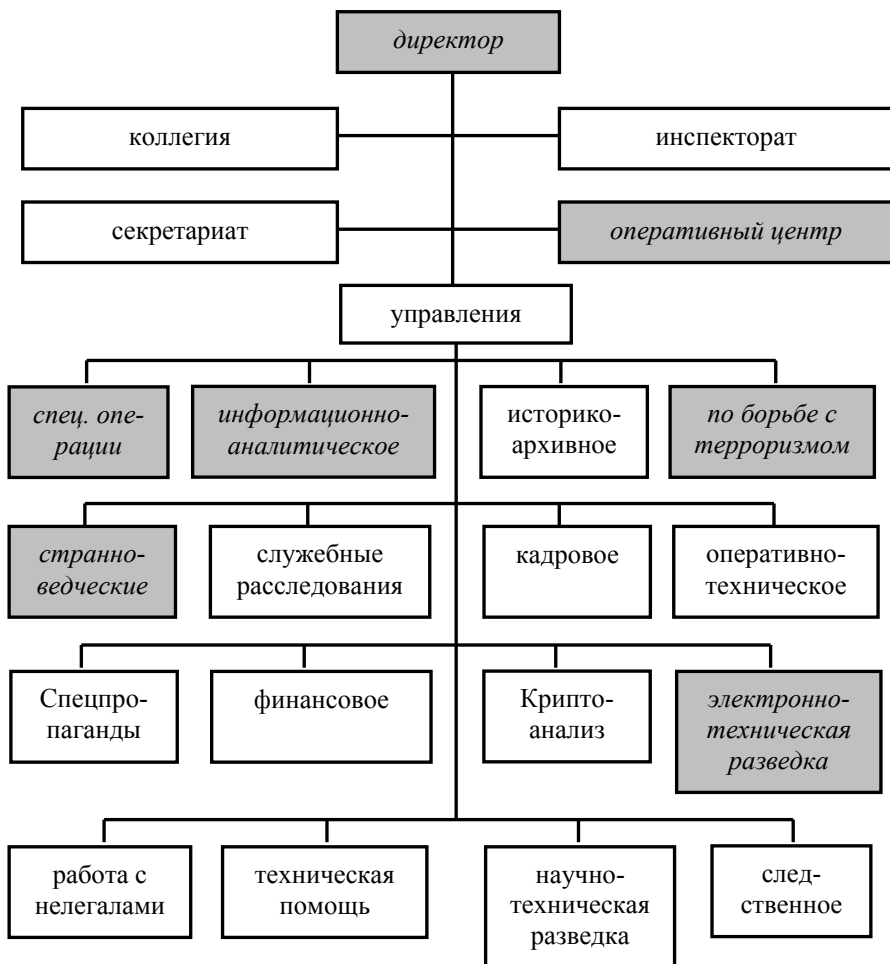 директор
коллегия
инспекторат
секретариат
оперативный центр
управления
спец. опе-
рации
информационно-
аналитическое
историко-
архивное
по борьбе с
терроризмом
странно-
ведческие
служебные
расследования
кадровое
оперативно-
техническое
Спецпро-
паганды
финансовое
Крипто-
анализ
электронно-
техническая
разведка
работа с
нелегалами
техническая
помощь
научно-
техническая
разведка
след-
ственное